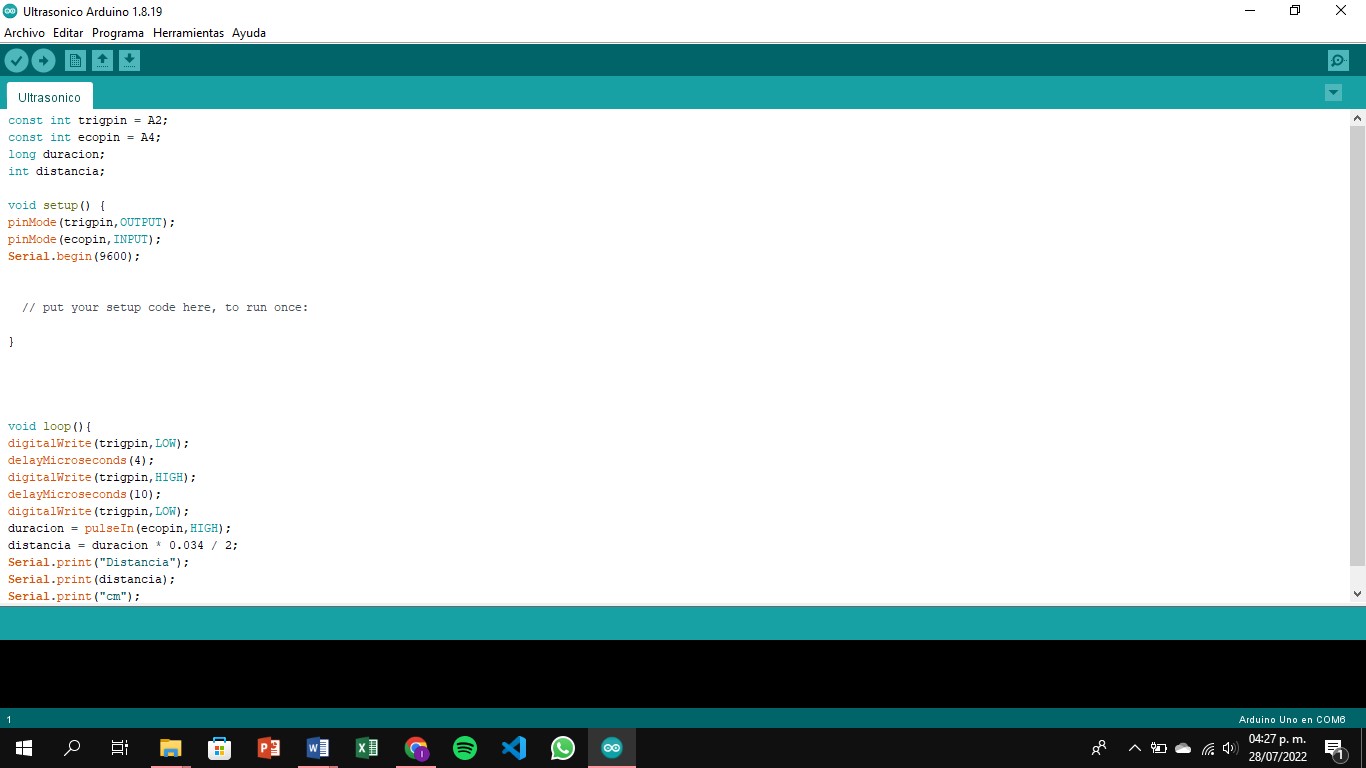 Ultrasonico Arduino 1.8.19
Archivo Editar Programa Herramientas Ayuda
Ultrasonico
const int trigpin = A2;
const int ecopin = A4;
long duracion;
int distancia;
void setup() {
pinMode(trigpin,OUTPUT);
pinMode(ecopin,INPUT);
Serial.begin(9600);
// put your setup code here, to run once:
}
void loop(){
digitalWrite(trigpin,LOW);
delayMicroseconds(4);
digitalWrite(trigpin,HIGH);
delayMicroseconds(10);
digitalWrite(trigpin,LOW);
duracion = pulseIn(ecopin,HIGH);
distancia = duracion * 0.034 / 2;
Serial.print("Distancia");
Serial.print(distancia);
Serial.print("cm");
1
Arduino Uno en COM6
04:27 p. m.
28/07/2022
1